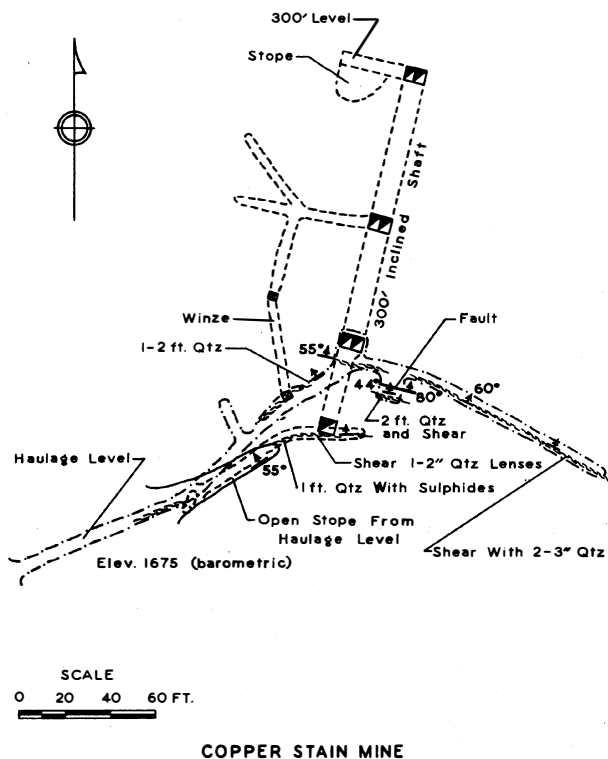 300' Level
Stope
300' Inclined Shaft
Winze
Fault
1-2 ft. Qtz
55°
60°
44°
80°
2 ft. Qtz
and Shear
Haulage Level
Shear 1-2" Qtz Lenses
55°
1 ft. Qtz With Sulphides
Open Stope From
Haulage Level
Shear With 2-3" Qtz
Elev. 1675 (barometric)
SCALE
0 20 40 60 FT.
COPPER STAIN MINE